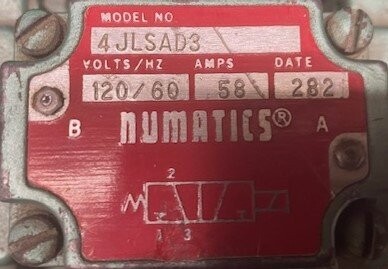 MODEL NO
4JLSAD3
VOLTS/HZ AMPS DATE
120/60 58 282
B NUMATICS® A
2
1 3